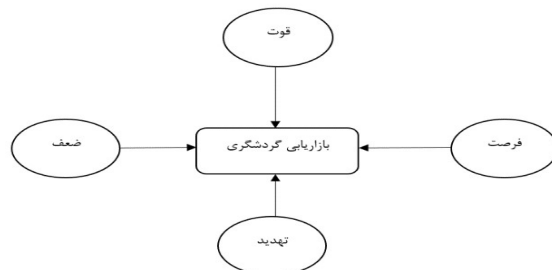 قوت
فرصت
بازاریابی گردشگری
ضعف
تهدید